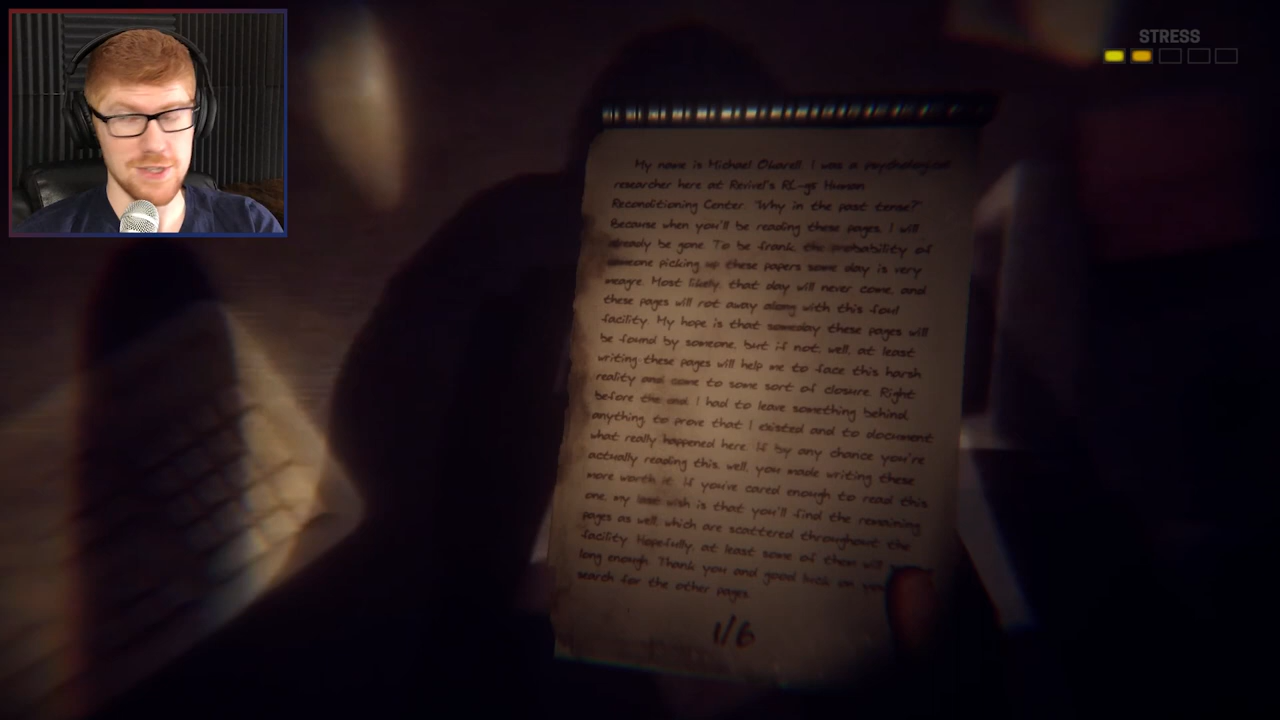 STRESS
My name is Michael I was a psychological
researcher here at Revivel's RL-95 Human
Reconditioning Center. "Why in the past tense?"
Because when you'll be reading these pages, I will
already be gone. To be frank, the probability of
someone picking up these papers some day is very
meagre. Most likely, that day will never come, and
these pages will rot away along with this foul
facility. My hope is that someday these pages will
be found by someone, but if not, well, at least
writing these pages will help me to face this harsh
reality and come to some sort of closure. Right
before the end, I had to leave something behind,
anything, to prove that I existed and to document
what really happened here. If by any chance you're
actually reading this, well, you made writing these
more worth it. If you've cared enough to read this
one, my last wish is that you'll find the remaining
pages as well, which are scattered throughout the
facility. Hopefully, at least some of them will
long enough. Thank you and good luck on
search for the other pages.
1/6